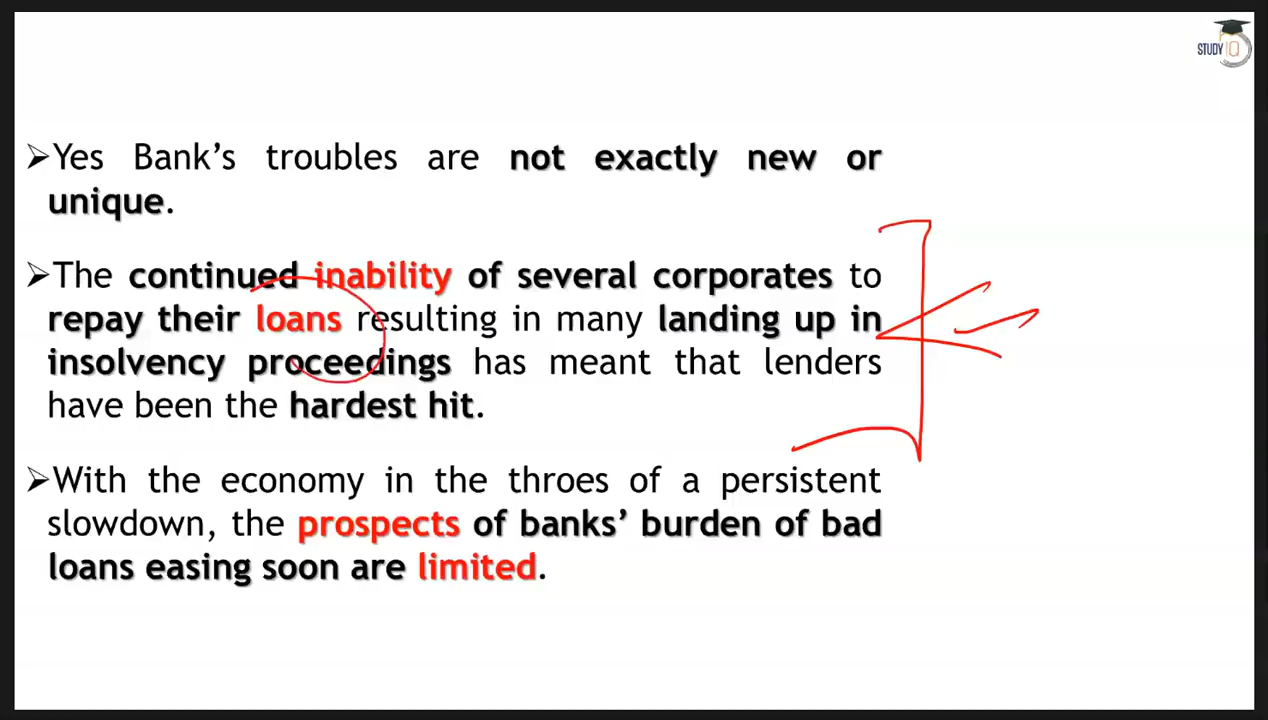 STUDY IQ
➢Yes Bank’s troubles are not exactly new or
unique.
➢The continued inability of several corporates to
repay their loans resulting in many landing up in
insolvency proceedings has meant that lenders
have been the hardest hit.
➢With the economy in the throes of a persistent
slowdown, the prospects of banks’ burden of bad
loans easing soon are limited.